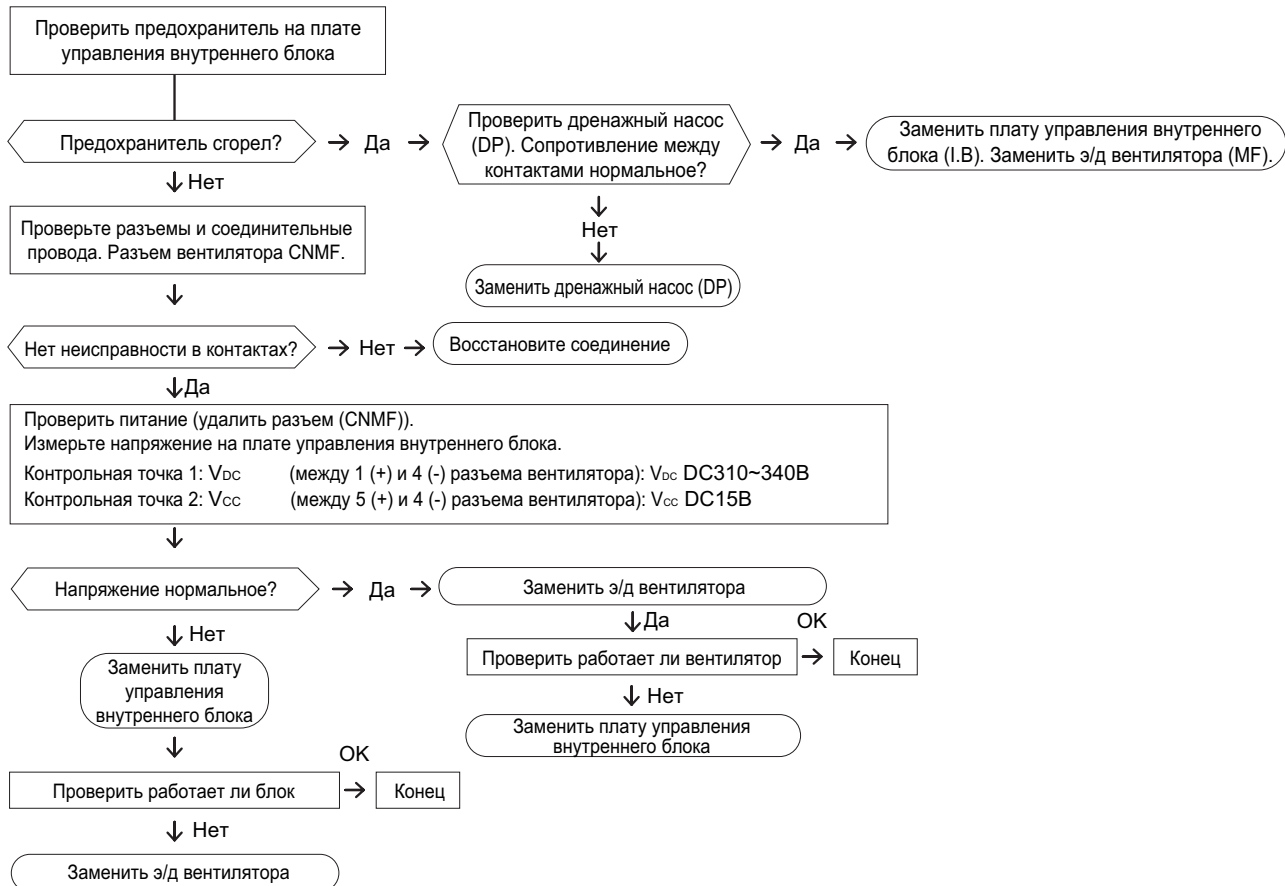 Проверить предохранитель на плате
управления внутреннего блока
Предохранитель сгорел?
Да
Проверить дренажный насос
(DP). Сопротивление между
контактами нормальное?
Да
Заменить плату управления внутреннего
блока (I.B). Заменить э/д вентилятора (MF).
Нет
Нет
Проверьте разъемы и соединительные
провода. Разъем вентилятора CNMF.
Заменить дренажный насос (DP)
Нет неисправности в контактах?
Нет
Восстановите соединение
Да
Проверить питание (удалить разъем (CNMF)).
Измерьте напряжение на плате управления внутреннего блока.
Контрольная точка 1: VDC (между 1 (+) и 4 (-) разъема вентилятора): VDC DC310~340В
Контрольная точка 2: VCC (между 5 (+) и 4 (-) разъема вентилятора): VCC DC15В
Напряжение нормальное?
Да
Заменить э/д вентилятора
Да
OK
Проверить работает ли вентилятор
Конец
Нет
Заменить плату управления
внутреннего блока
Нет
Заменить плату
управления
внутреннего блока
OK
Проверить работает ли блок
Конец
Нет
Заменить э/д вентилятора